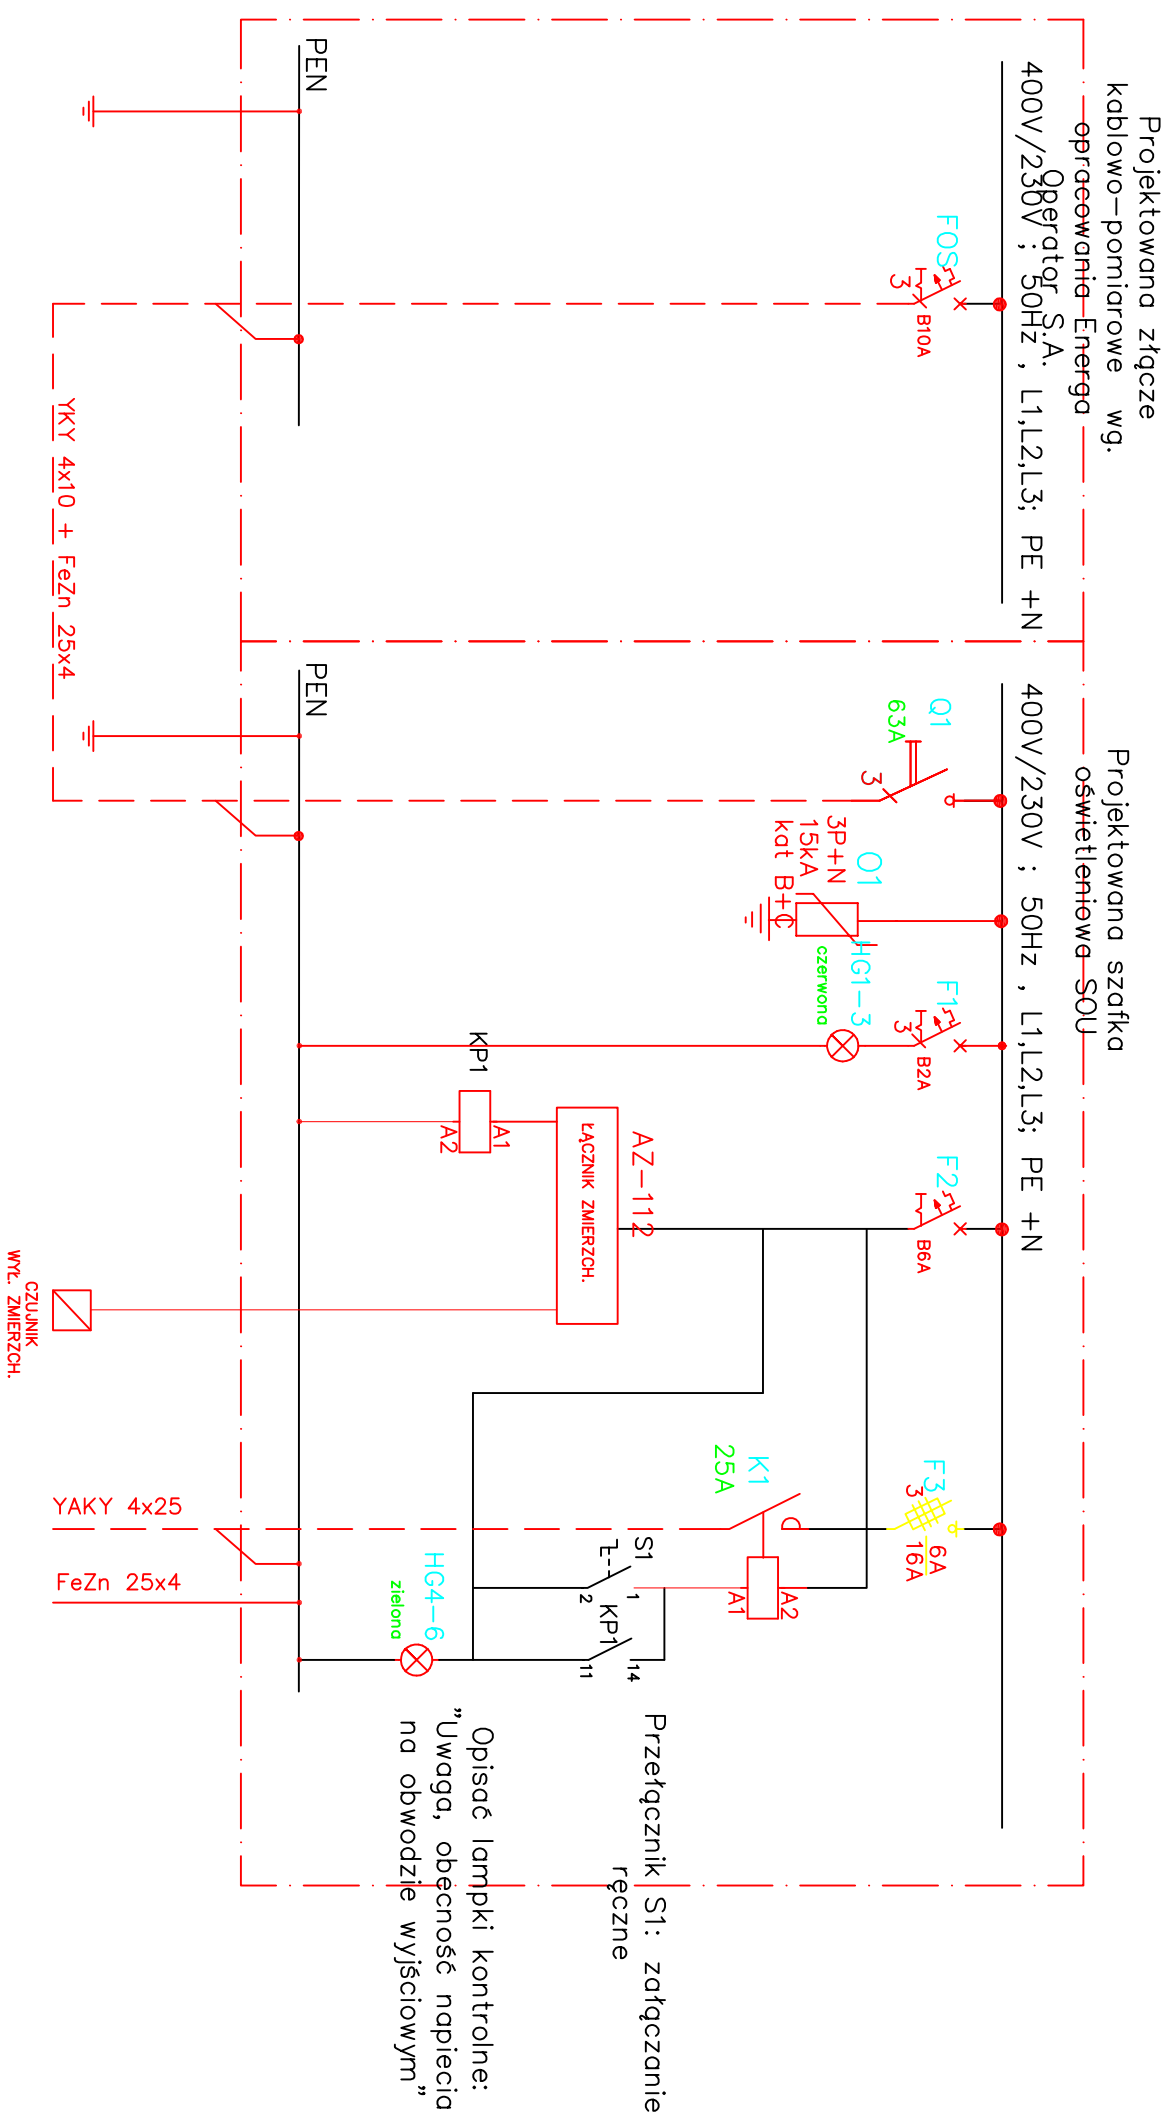 Projektowana złącze
kablowo-pomiarowe wg.
opracowania Energa
Operator S.A.
400V/230V ; 50Hz , L1,L2,L3; PE +N
FOS
3
B10A
PEN
YKY 4x10 + FeZn 25x4
Projektowana szafka
oświetleniowa SOU
400V/230V ; 50Hz , L1,L2,L3; PE +N
Q1
63A
3
O1
3P+N
15kA
kat B+C
HG1-3
czerwona
F1
3
B2A
F2
B6A
F3
3
6A
16A
K1
25A
A2
A1
AZ-112
ŁĄCZNIK ZMIERZCH.
KP1
A1
A2
S1
1
2
KP1
14
11
HG4-6
zielona
PEN
CZUJNIK
WYŁ. ZMIERZCH.
YAKY 4x25
FeZn 25x4
Przełącznik S1: załączanie
ręczne
Opisać lampki kontrolne:
"Uwaga, obecność napiecia
na obwodzie wyjściowym"